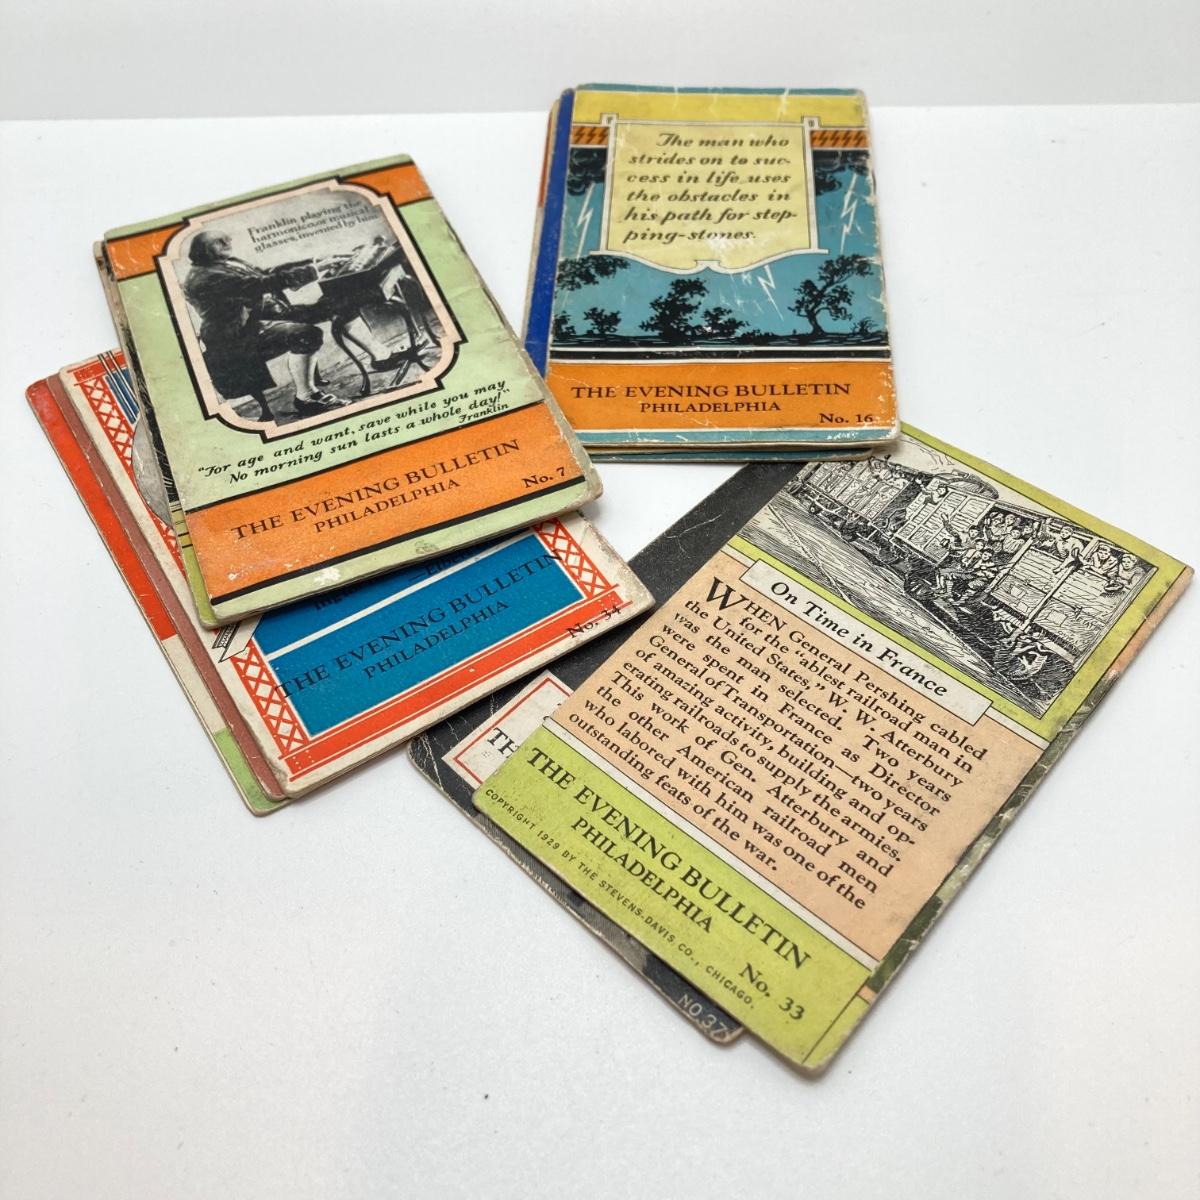 Franklin playing the
harmonica, or musical
glasses, invented by him.
"For age and want, save while you may
No morning sun lasts a whole day!"
Franklin
THE EVENING BULLETIN
PHILADELPHIA
No. 7
The man who
strides on to suc-
cess in life uses
the obstacles in
his path for step-
ping-stones.
THE EVENING BULLETIN
PHILADELPHIA
No. 16
THE EVENING BULLETIN
PHILADELPHIA
No. 34
On Time in France
WHEN General Pershing cabled
for the "ablest railroad man in
the United States," W. W. Atterbury
was the man selected. Two years
were spent in France as Director
General of Transportation—two years
of amazing activity, building and op-
erating railroads to supply the armies.
This work of Gen. Atterbury and
the other American railroad men
who labored with him was one of the
outstanding feats of the war.
THE EVENING BULLETIN
PHILADELPHIA
No. 33
COPYRIGHT 1929 BY THE STEVENS-DAVIS CO., CHICAGO.
TH
NO.37